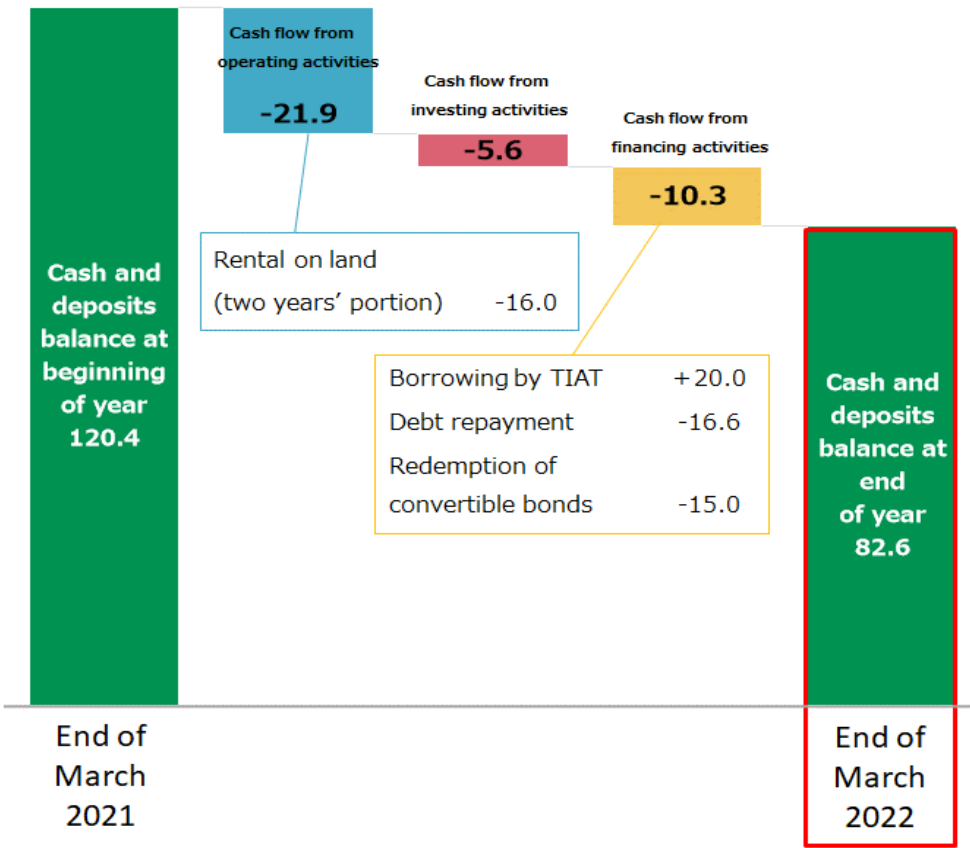 Cash flow from
operating activities
-21.9
Cash flow from
investing activities
-5.6
Cash flow from
financing activities
-10.3
Cash and
deposits
balance at
beginning
of year
120.4
Rental on land
(two years’ portion) -16.0
Borrowing by TIAT +20.0
Debt repayment -16.6
Redemption of
convertible bonds -15.0
Cash and
deposits
balance at
end
of year
82.6
End of
March
2021
End of
March
2022